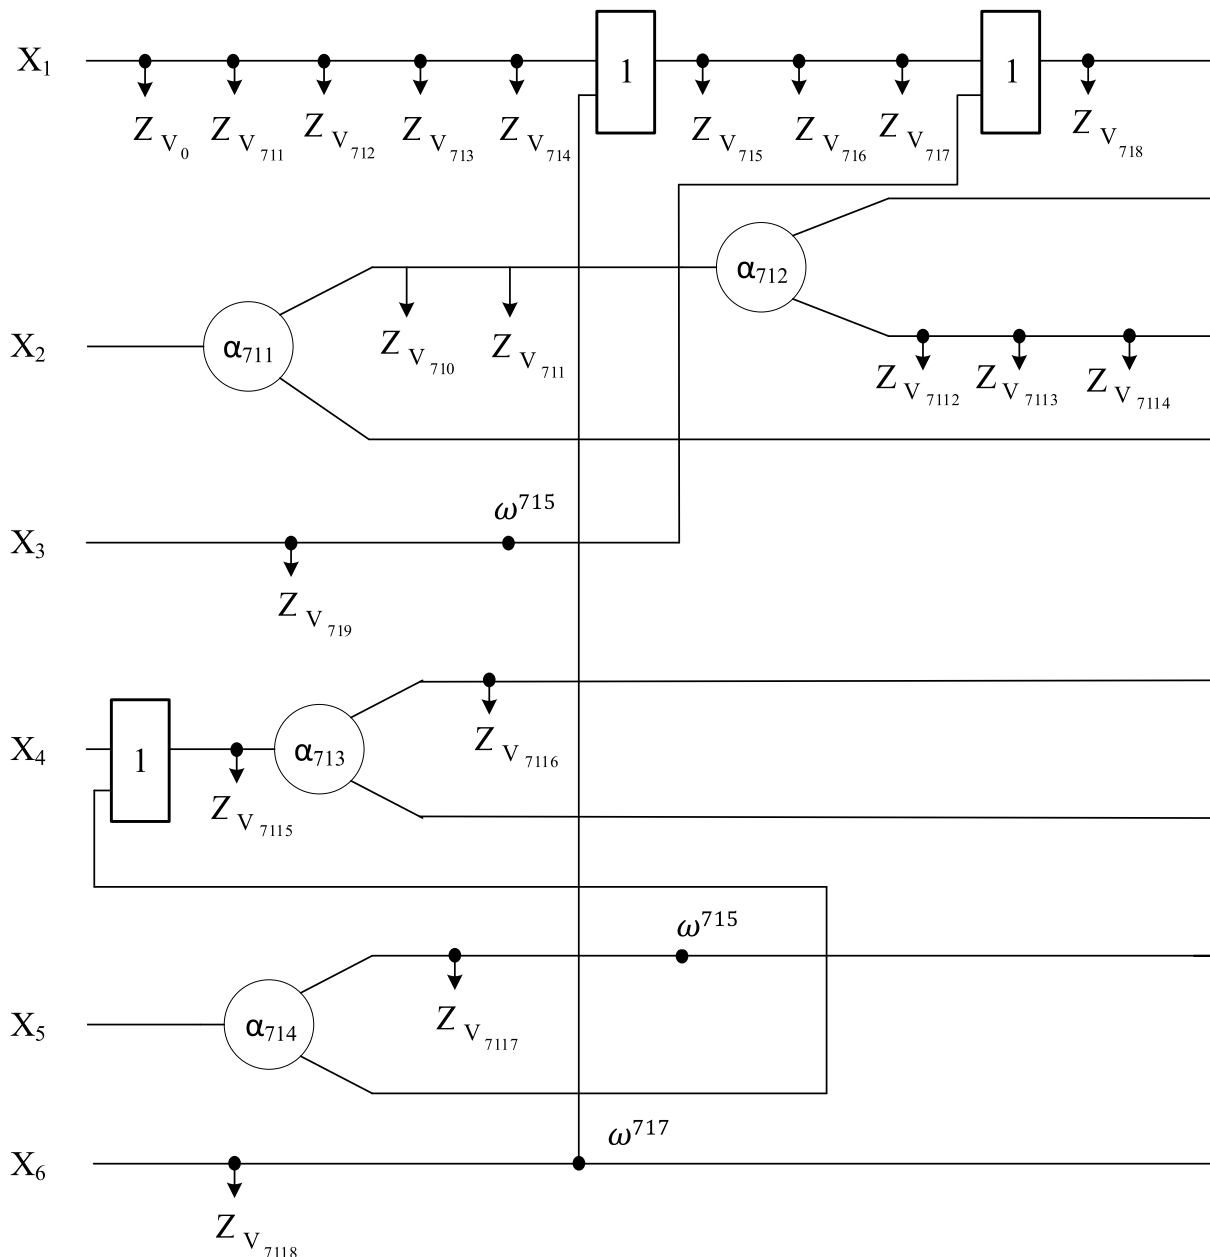 X₁ 1 1
Z V₀ Z V₇₁₁ Z V₇₁₂ Z V₇₁₃ Z V₇₁₄ Z V₇₁₅ Z V₇₁₆ Z V₇₁₇ Z V₇₁₈
α₇₁₂
X₂ α₇₁₁ Z V₇₁₀ Z V₇₁₁
Z V₇₁₁₂ Z V₇₁₁₃ Z V₇₁₁₄
ω⁷¹⁵
X₃
Z V₇₁₉
X₄ 1 α₇₁₃ Z V₇₁₁₆
Z V₇₁₁₅
ω⁷¹⁵
X₅ α₇₁₄ Z V₇₁₁₇
ω⁷¹⁷
X₆
Z V₇₁₁₈